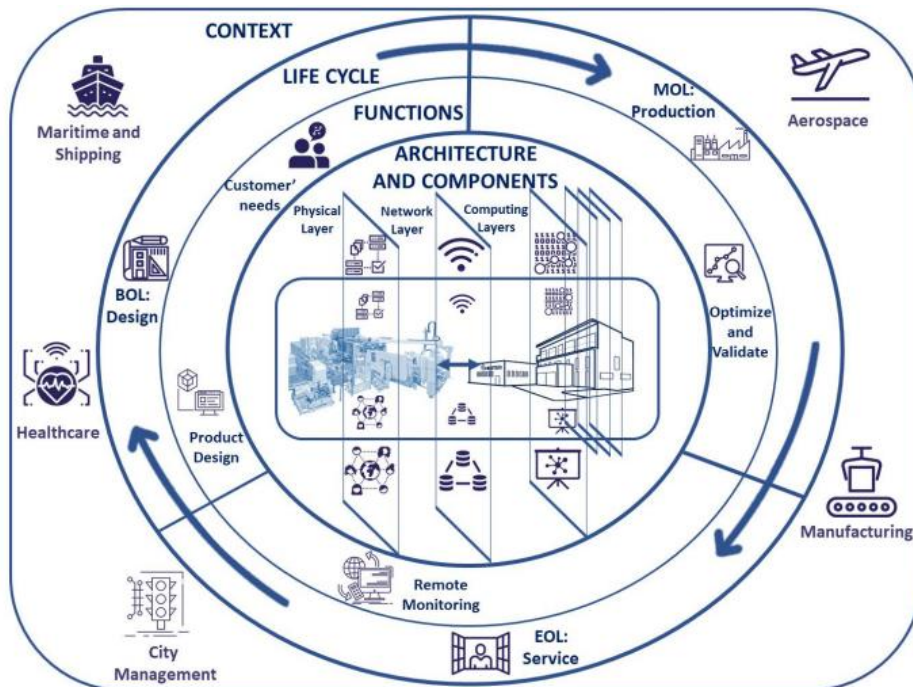 CONTEXT
LIFE CYCLE
FUNCTIONS
ARCHITECTURE
AND COMPONENTS
Maritime and
Shipping
MOL:
Production
Aerospace
Customer'
needs
Physical
Layer
Network
Layer
Computing
Layers
BOL:
Design
Optimize
and
Validate
Healthcare
Product
Design
Manufacturing
Remote
Monitoring
City
Management
EOL:
Service